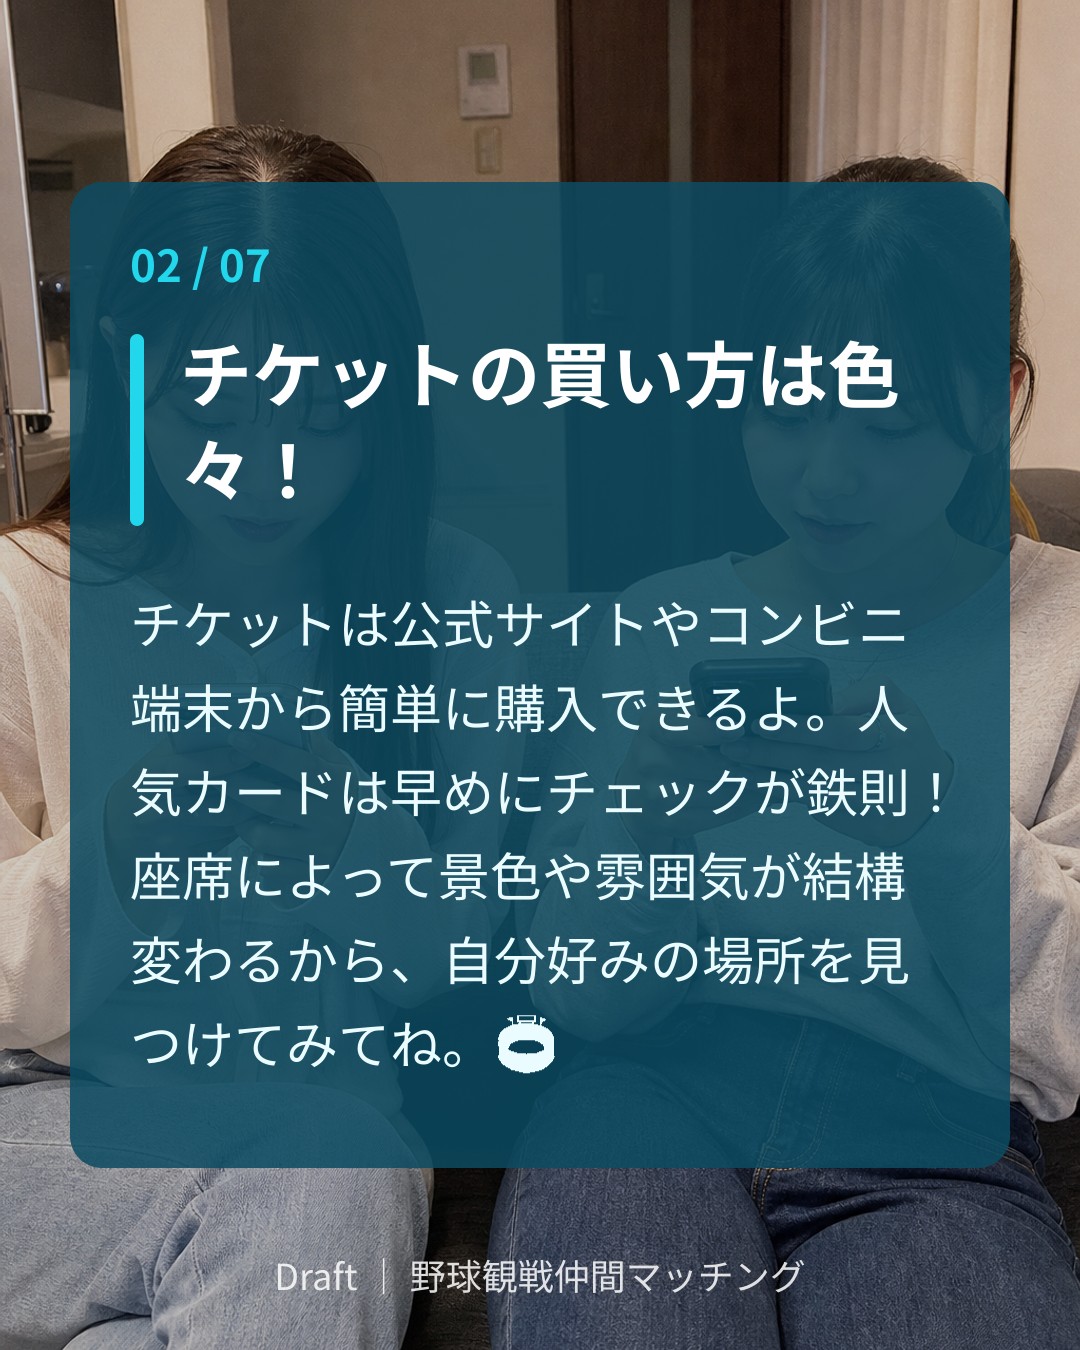 02 / 07
チケットの買い方は色
々！
チケットは公式サイトやコンビニ
端末から簡単に購入できるよ。人
気カードは早めにチェックが鉄則！
座席によって景色や雰囲気が結構
変わるから、自分好みの場所を見
つけてみてね。🏟
Draft ｜ 野球観戦仲間マッチング